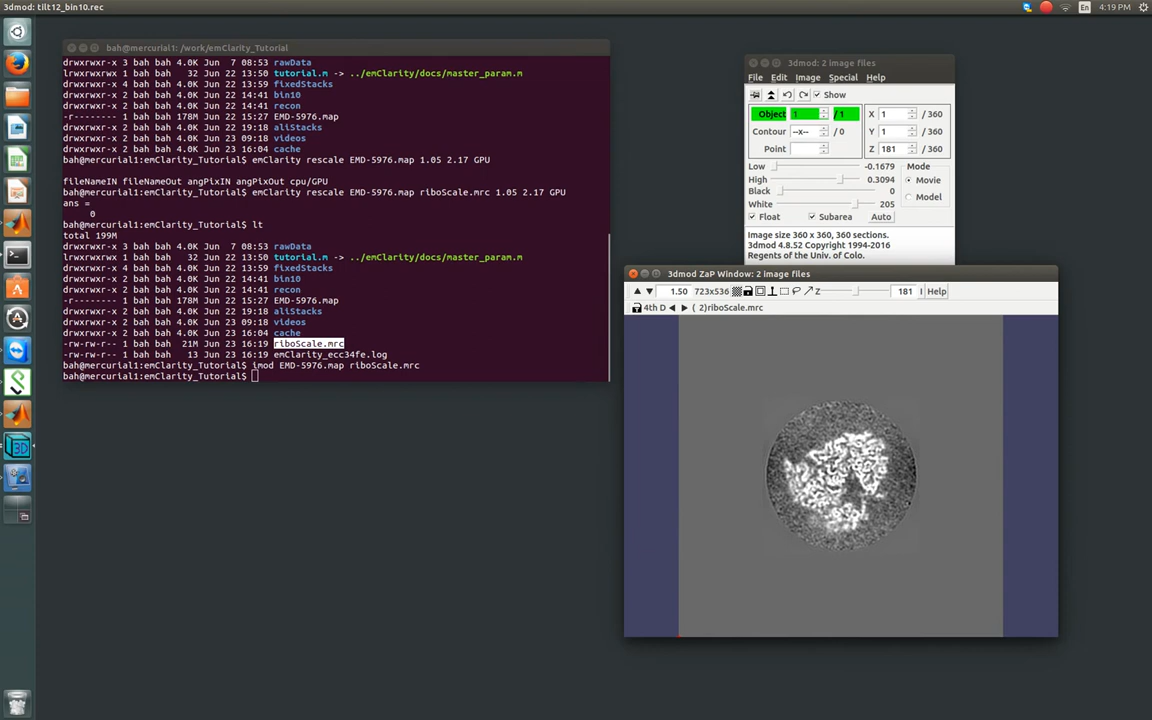 3dmod: tilt12_bin10.rec
En
4:19 PM
bah@mercurial1: /work/emClarity_Tutorial
drwxrwxr-x 3 bah bah 4.0K Jun  7 08:53 rawData
lrwxrwxrwx 1 bah bah   32 Jun 22 13:50 tutorial.m -> ../emClarity/docs/master_param.m
drwxrwxr-x 4 bah bah 4.0K Jun 22 13:59 fixedStacks
drwxrwxr-x 2 bah bah 4.0K Jun 22 14:41 bin10
drwxrwxr-x 2 bah bah 4.0K Jun 22 14:41 recon
-r-------- 1 bah bah 178M Jun 22 15:27 EMD-5976.map
drwxrwxr-x 2 bah bah 4.0K Jun 22 19:18 aliStacks
drwxrwxr-x 2 bah bah 4.0K Jun 23 09:18 videos
drwxrwxr-x 2 bah bah 4.0K Jun 23 16:04 cache
bah@mercurial1:emClarity_Tutorial$ emClarity rescale EMD-5976.map 1.05 2.17 GPU
fileNameIN fileNameOut angPixIN angPixOut cpu/GPU
bah@mercurial1:emClarity_Tutorial$ emClarity rescale EMD-5976.map riboScale.mrc 1.05 2.17 GPU
ans =
0
bah@mercurial1:emClarity_Tutorial$ lt
total 199M
drwxrwxr-x 3 bah bah 4.0K Jun  7 08:53 rawData
lrwxrwxrwx 1 bah bah   32 Jun 22 13:50 tutorial.m -> ../emClarity/docs/master_param.m
drwxrwxr-x 4 bah bah 4.0K Jun 22 13:59 fixedStacks
drwxrwxr-x 2 bah bah 4.0K Jun 22 14:41 bin10
drwxrwxr-x 2 bah bah 4.0K Jun 22 14:41 recon
-r-------- 1 bah bah 178M Jun 22 15:27 EMD-5976.map
drwxrwxr-x 2 bah bah 4.0K Jun 22 19:18 aliStacks
drwxrwxr-x 2 bah bah 4.0K Jun 23 09:18 videos
drwxrwxr-x 2 bah bah 4.0K Jun 23 16:04 cache
-rw-rw-r-- 1 bah bah  21M Jun 23 16:19 riboScale.mrc
-rw-rw-r-- 1 bah bah   13 Jun 23 16:19 emClarity_ecc34fe.log
bah@mercurial1:emClarity_Tutorial$ imod EMD-5976.map riboScale.mrc
bah@mercurial1:emClarity_Tutorial$
3dmod: 2 image files
File Edit Image Special Help
Show
Object 1 / 1 X 1 / 360
Contour --x-- / 0 Y 1 / 360
Point Z 181 / 360
Low -0.1679 Mode
High 0.3094 Movie
Black 0
White 205 Model
Float Subarea Auto
Image size 360 x 360, 360 sections.
3dmod 4.8.52 Copyright 1994-2016
Regents of the Univ. of Colo.
3dmod ZaP Window: 2 image files
1.50 723x536 Z 181 I Help
4th D ( 2)riboScale.mrc
3D